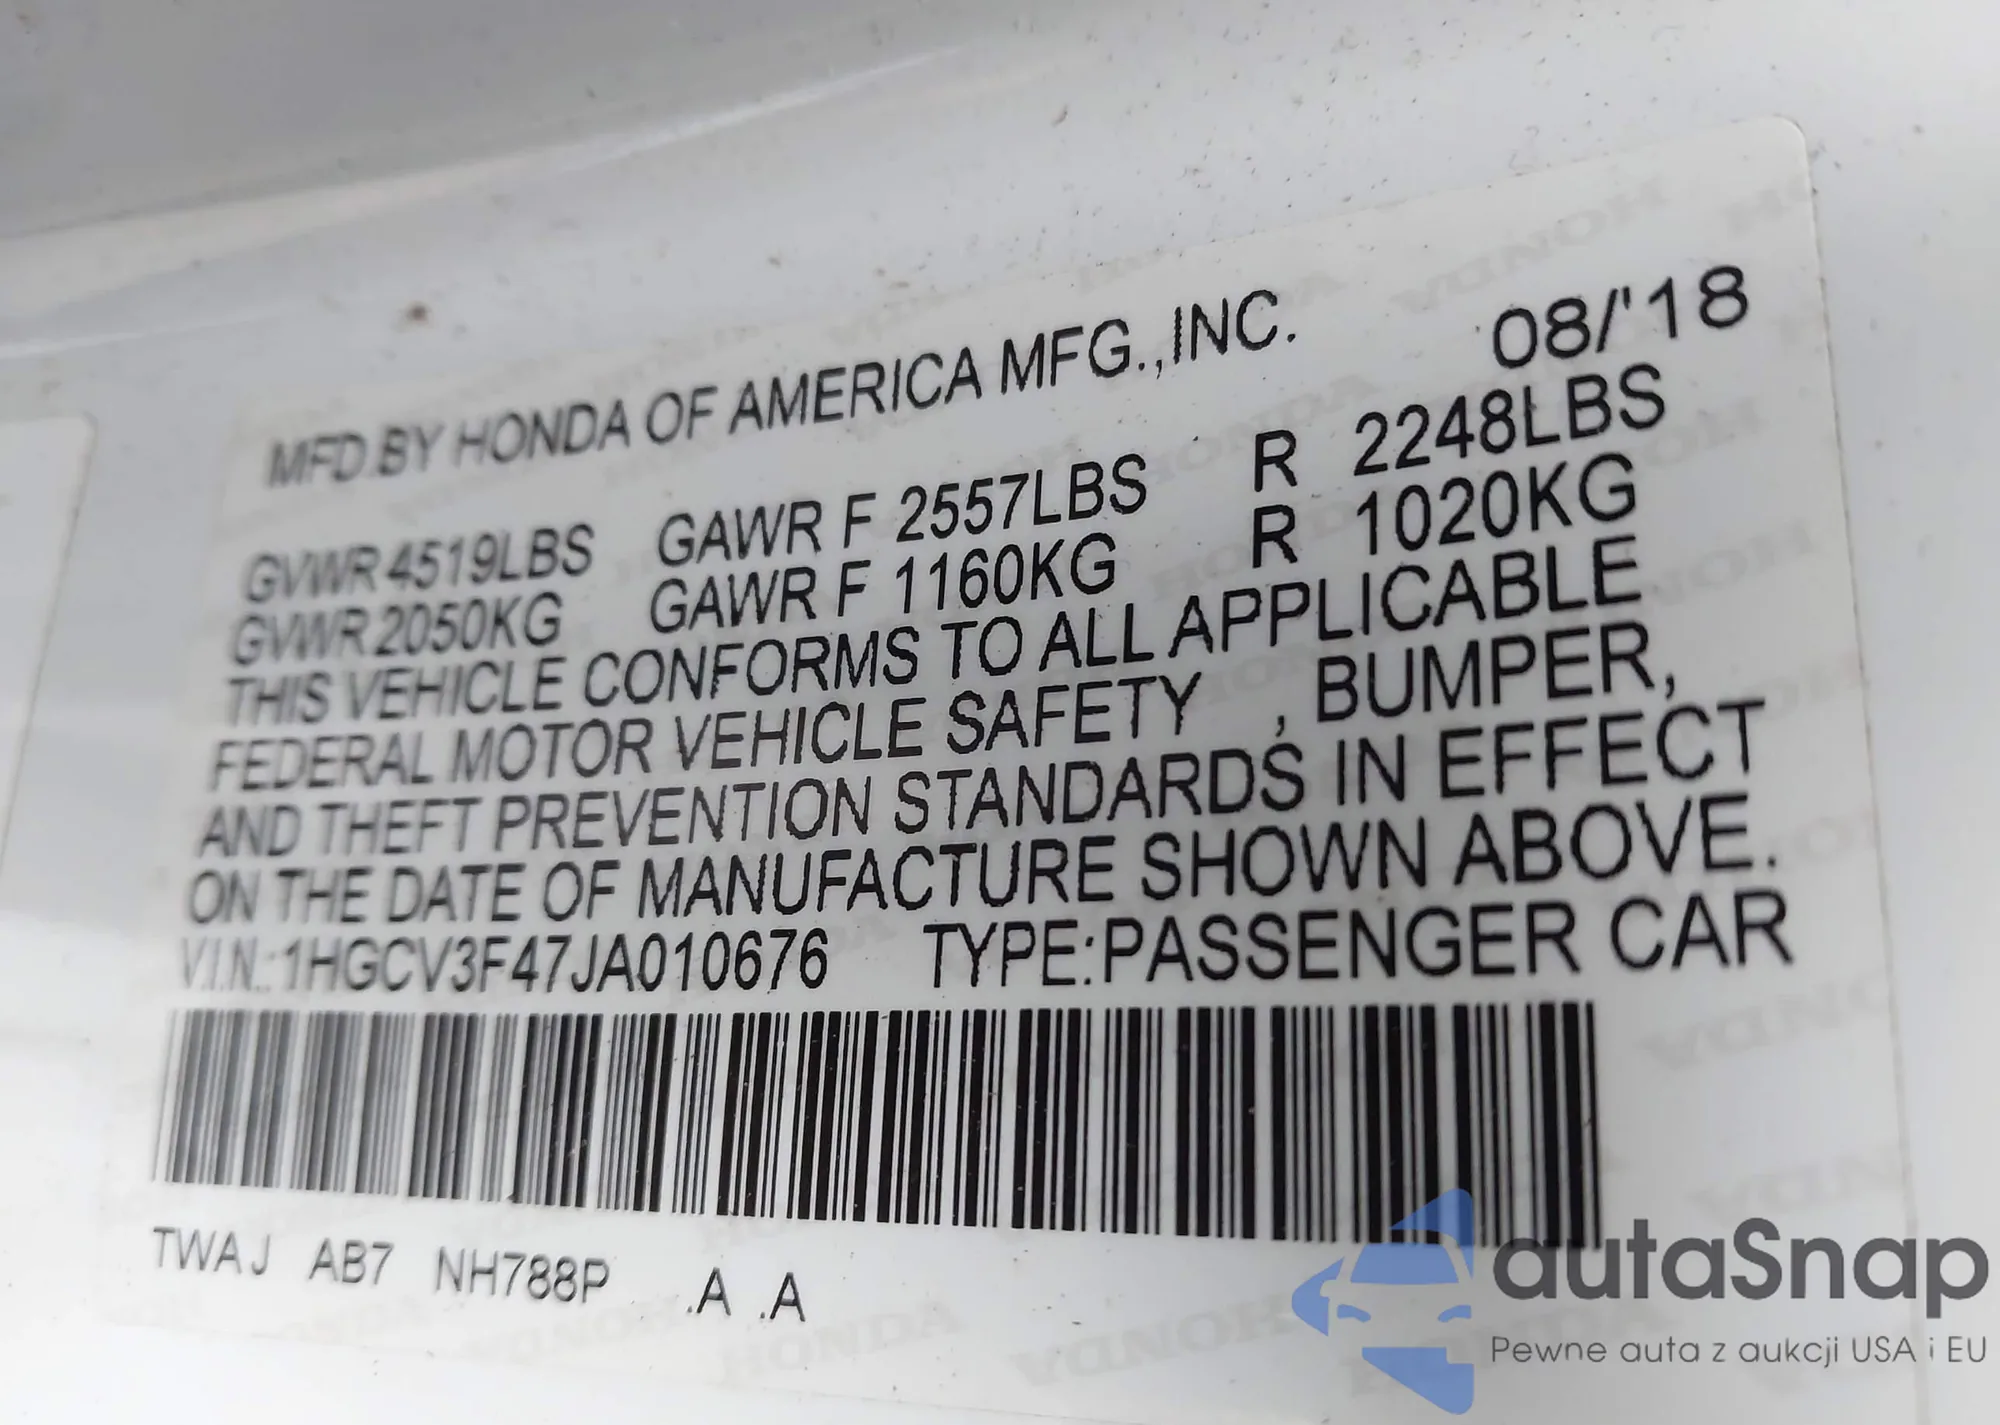 MFD.BY HONDA OF AMERICA MFG.,INC. 08/'18
GVWR 4519LBS GAWR F 2557LBS R 2248LBS
GVWR 2050KG GAWR F 1160KG R 1020KG
THIS VEHICLE CONFORMS TO ALL APPLICABLE
FEDERAL MOTOR VEHICLE SAFETY , BUMPER,
AND THEFT PREVENTION STANDARDS IN EFFECT
ON THE DATE OF MANUFACTURE SHOWN ABOVE.
V.I.N.:1HGCV3F47JA010676 TYPE:PASSENGER CAR
TWAJ AB7 NH788P .A .A
autaSnap
Pewne auta z aukcji USA i EU